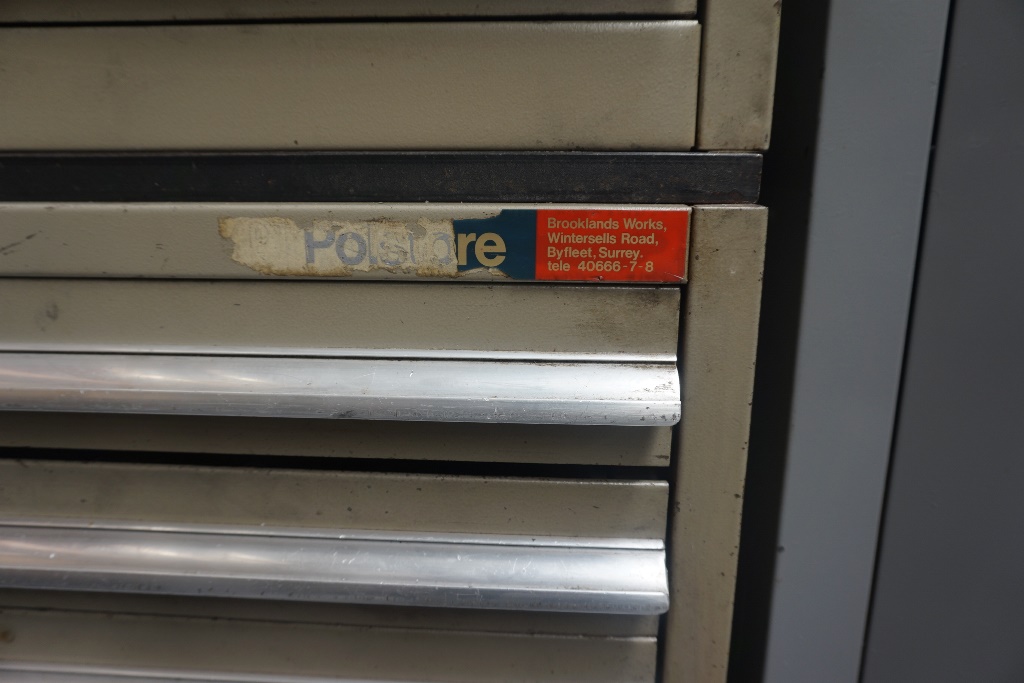 Polstore
Brooklands Works,
Wintersells Road,
Byfleet, Surrey.
tele 40666-7-8